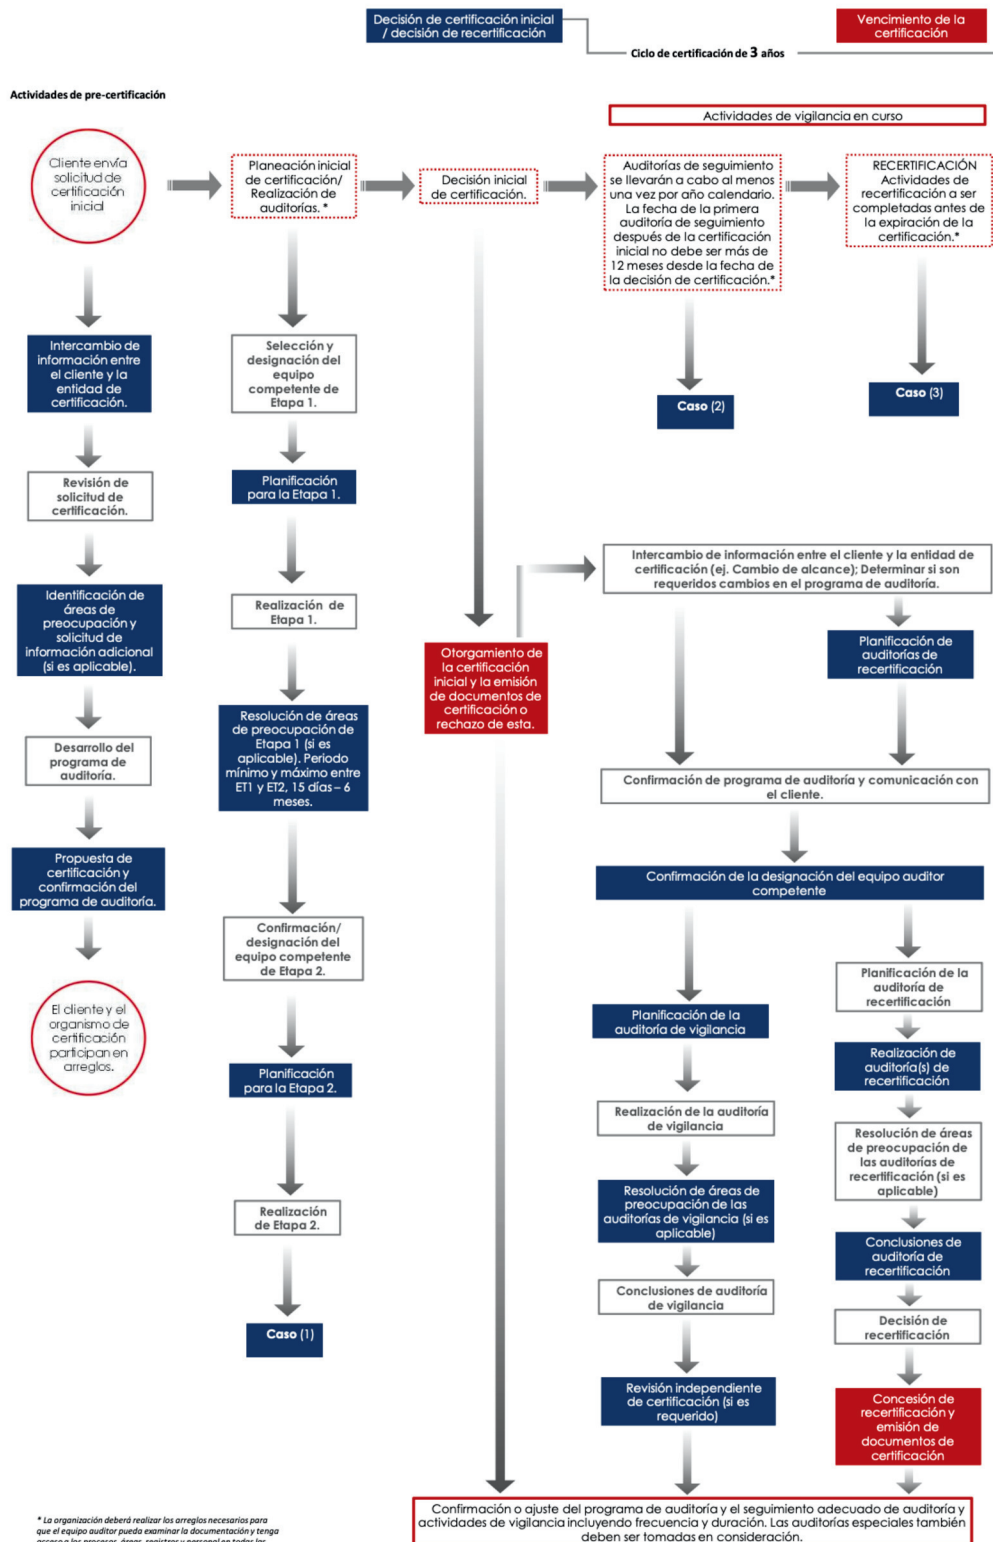 Decisión de certificación inicial
/ decisión de recertificación
Vencimiento de la
certificación
Ciclo de certificación de 3 años
Actividades de pre-certificación
Actividades de vigilancia en curso
Cliente envía
solicitud de
certificación
inicial
Planeación inicial
de certificación/
Realización de
auditorías. *
Decisión inicial
de certificación.
Auditorías de seguimiento
se llevarán a cabo al menos
una vez por año calendario.
La fecha de la primera
auditoría de seguimiento
después de la certificación
inicial no debe ser más de
12 meses desde la fecha de
la decisión de certificación.*
RECERTIFICACIÓN
Actividades de
recertificación a ser
completadas antes de
la expiración de la
certificación.*
Intercambio de
información entre
el cliente y la
entidad de
certificación.
Selección y
designación del
equipo
competente de
Etapa 1.
Caso (2)
Caso (3)
Revisión de
solicitud de
certificación.
Planificación
para la Etapa 1.
Intercambio de información entre el cliente y la entidad de
certificación (ej. Cambio de alcance); Determinar si son
requeridos cambios en el programa de auditoría.
Identificación de
áreas de
preocupación y
solicitud de
información adicional
(si es aplicable).
Realización de
Etapa 1.
Otorgamiento de
la certificación
inicial y la emisión
de documentos de
certificación o
rechazo de esta.
Planificación de
auditorías de
recertificación
Desarrollo del
programa de
auditoría.
Resolución de áreas
de preocupación de
Etapa 1 (si es
aplicable). Periodo
mínimo y máximo entre
ET1 y ET2, 15 días – 6
meses.
Confirmación de programa de auditoría y comunicación con
el cliente.
Propuesta de
certificación y
confirmación del
programa de auditoría.
Confirmación de la designación del equipo auditor
competente
Confirmación/
designación del
equipo competente
de Etapa 2.
Planificación de la
auditoría de
recertificación
El cliente y el
organismo de
certificación
participan en
arreglos.
Planificación de la
auditoría de vigilancia
Realización de
auditoría(s) de
recertificación
Planificación
para la Etapa 2.
Realización de la auditoría
de vigilancia
Resolución de áreas
de preocupación de
las auditorías de
recertificación (si es
aplicable)
Realización
de Etapa 2.
Resolución de áreas de
preocupación de las
auditorías de vigilancia (si es
aplicable)
Conclusiones de
auditoría de
recertificación
Conclusiones de auditoría
de vigilancia
Decisión de
recertificación
Caso (1)
Revisión independiente
de certificación (si es
requerido)
Concesión de
recertificación y
emisión de
documentos de
certificación
Confirmación o ajuste del programa de auditoría y el seguimiento adecuado de auditoría y
actividades de vigilancia incluyendo frecuencia y duración. Las auditorías especiales también
deben ser tomadas en consideración.
* La organización deberá realizar los arreglos necesarios para
que el equipo auditor pueda examinar la documentación y tenga
acceso a los procesos, áreas, registros y personal en todas las